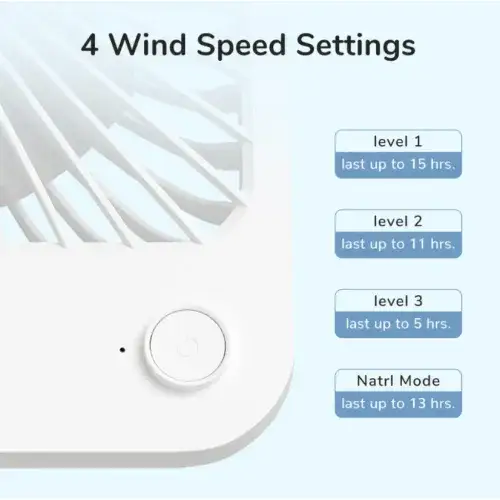 4 Wind Speed Settings
level 1
last up to 15 hrs.
level 2
last up to 11 hrs.
level 3
last up to 5 hrs.
Natrl Mode
last up to 13 hrs.